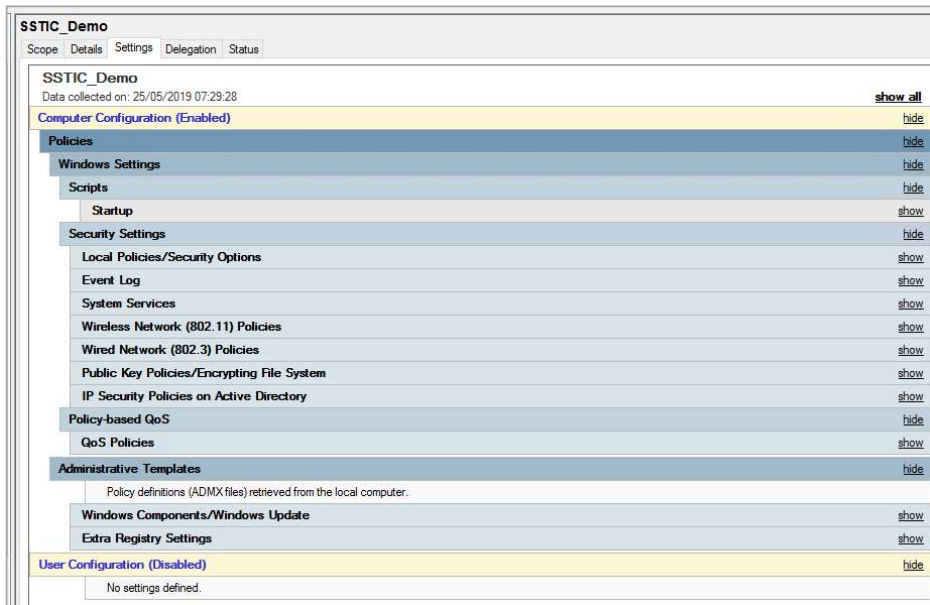 SSTIC_Demo
Scope Details Settings Delegation Status
SSTIC_Demo
Data collected on: 25/05/2019 07:29:28 show all
Computer Configuration (Enabled) hide
Policies hide
Windows Settings hide
Scripts hide
Startup show
Security Settings hide
Local Policies/Security Options show
Event Log show
System Services show
Wireless Network (802.11) Policies show
Wired Network (802.3) Policies show
Public Key Policies/Encrypting File System show
IP Security Policies on Active Directory show
Policy-based QoS hide
QoS Policies show
Administrative Templates hide
Policy definitions (ADMX files) retrieved from the local computer.
Windows Components/Windows Update show
Extra Registry Settings show
User Configuration (Disabled) hide
No settings defined.